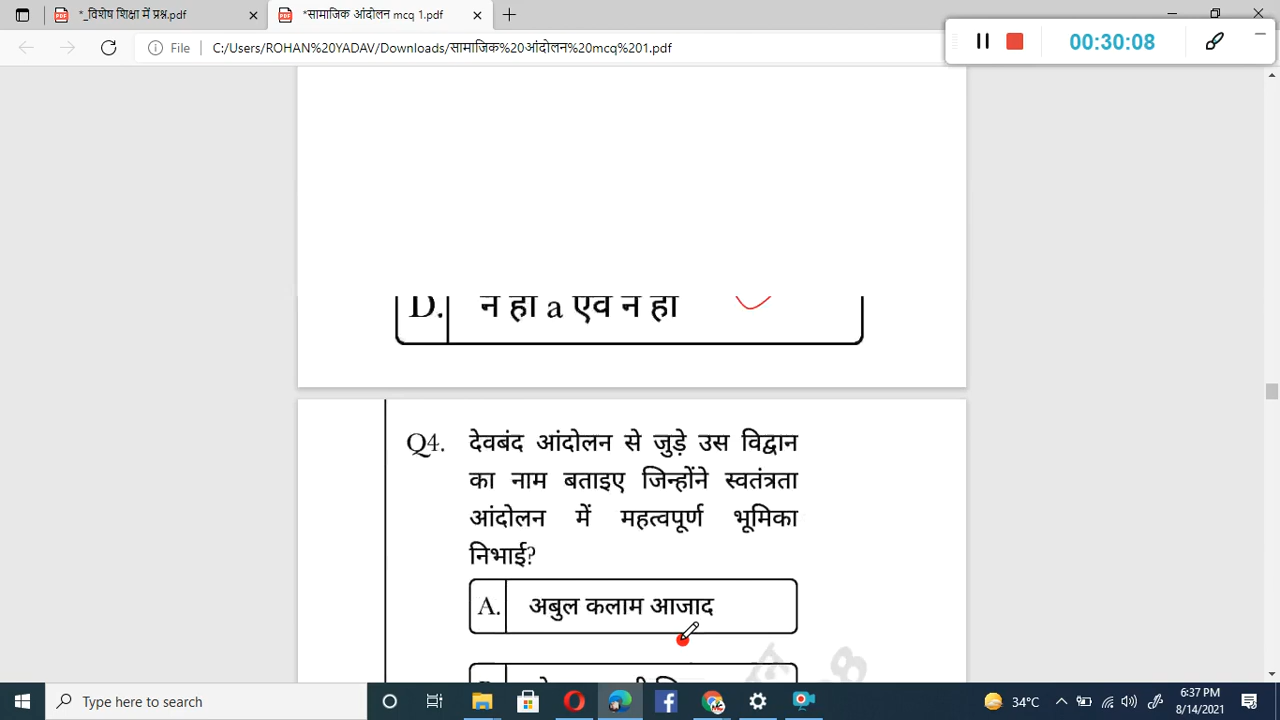 *_विशेष शिक्षा में प्रश्न.pdf
*सामाजिक आंदोलन mcq 1.pdf
File C:/Users/ROHAN%20YADAV/Downloads/सामाजिक%20आंदोलन%20mcq%201.pdf
00:30:08
D. न ही a एवं न ही
Q4. देवबंद आंदोलन से जुड़े उस विद्वान
का नाम बताइए जिन्होंने स्वतंत्रता
आंदोलन में महत्वपूर्ण भूमिका
निभाई?
A. अबुल कलाम आजाद
Type here to search
34°C
6:37 PM
8/14/2021